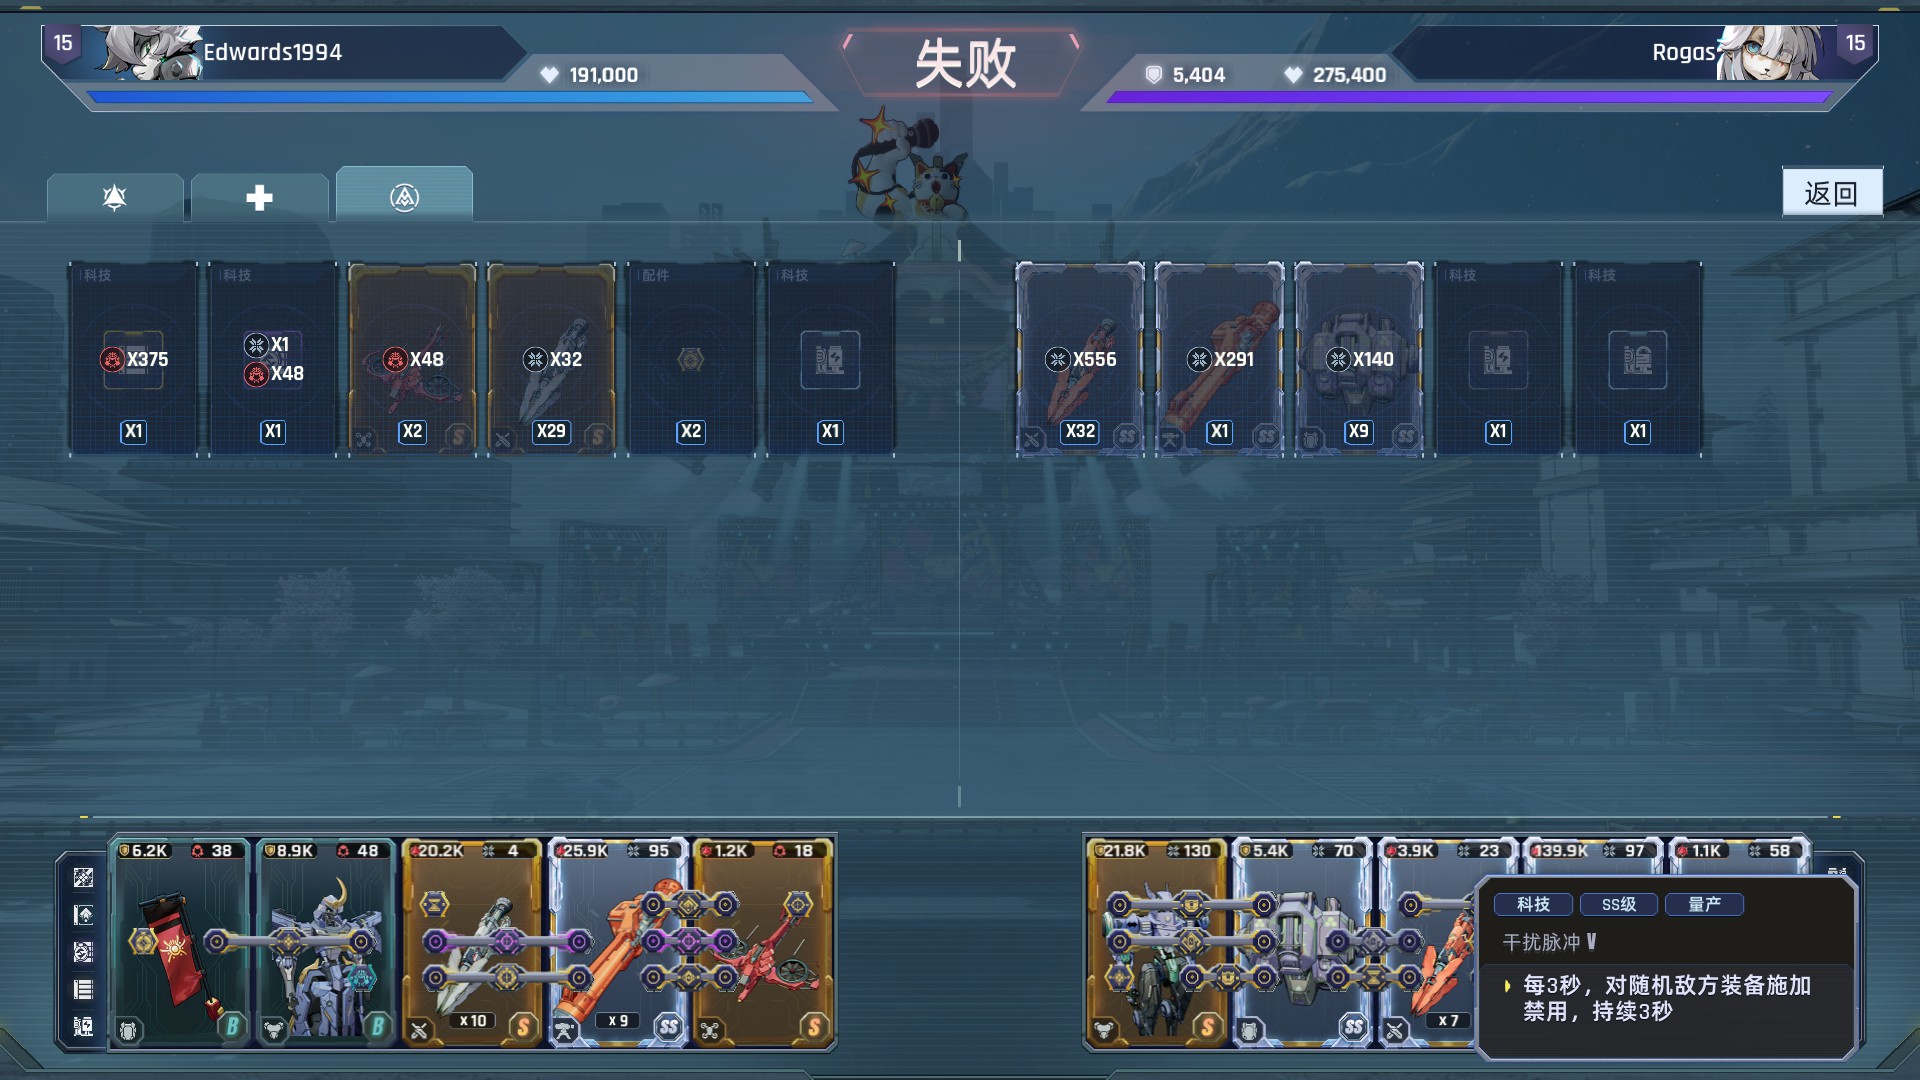 15
Edwards1994
191,000
失败
5,404
275,400
Rogas
15
返回
科技
X375
X1
科技
X1
X48
X1
X48
X2
S
X32
X29
S
配件
X2
科技
X1
X556
X32
SS
X291
X1
SS
X140
X9
SS
科技
X1
科技
X1
6.2K
38
B
8.9K
48
B
20.2K
4
x10
S
25.9K
95
x9
SS
1.2K
18
S
21.8K
130
S
5.4K
70
SS
3.9K
23
x7
139.9K
97
1.1K
58
科技
SS级
量产
干扰脉冲 V
每3秒，对随机敌方装备施加
禁用，持续3秒